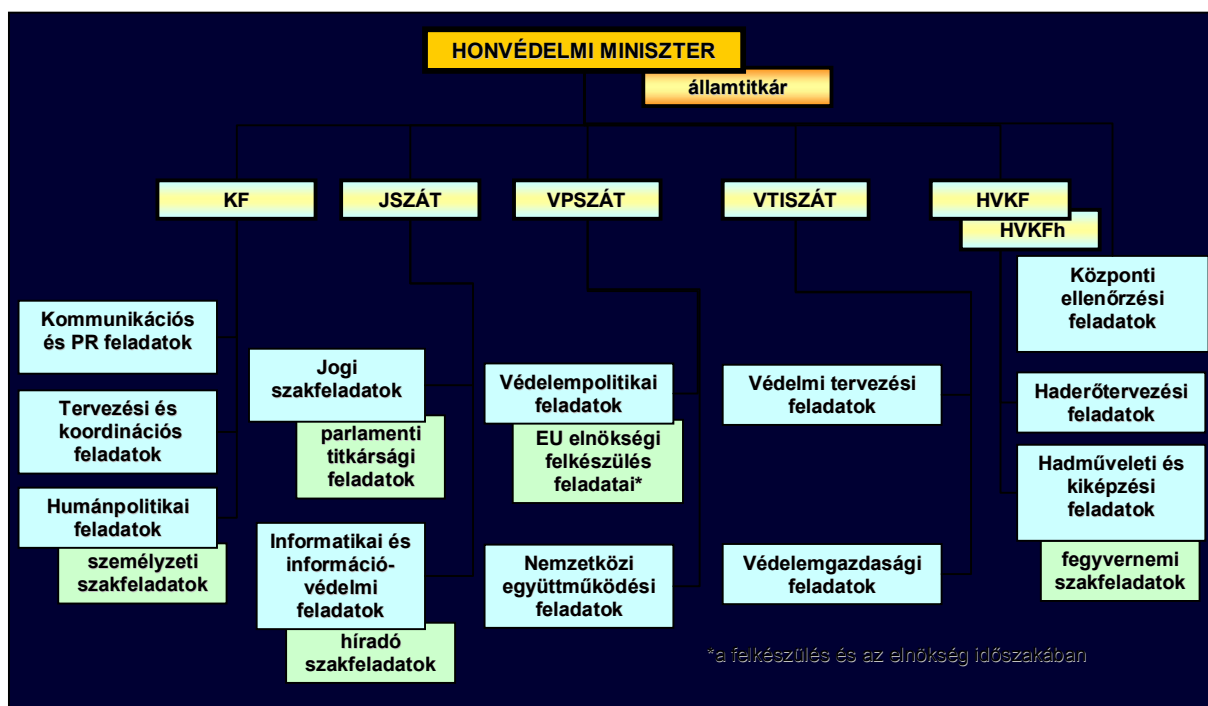 HONVÉDELMI MINISZTER
államtitkár
KF
JSZÁT
VPSZÁT
VTISZÁT
HVKF
HVKFh
Központi
ellenőrzési
feladatok
Kommunikációs
és PR feladatok
Tervezési és
koordinációs
feladatok
Humánpolitikai
feladatok
személyzeti
szakfeladatok
Jogi
szakfeladatok
parlamenti
titkársági
feladatok
Informatikai és
információ-
védelmi
feladatok
híradó
szakfeladatok
Védelempolitikai
feladatok
EU elnökségi
felkészülés
feladatai*
Nemzetközi
együttműködési
feladatok
Védelmi tervezési
feladatok
Védelemgazdasági
feladatok
Haderőtervezési
feladatok
Hadműveleti és
kiképzési
feladatok
fegyvernemi
szakfeladatok
*a felkészülés és az elnökség időszakában